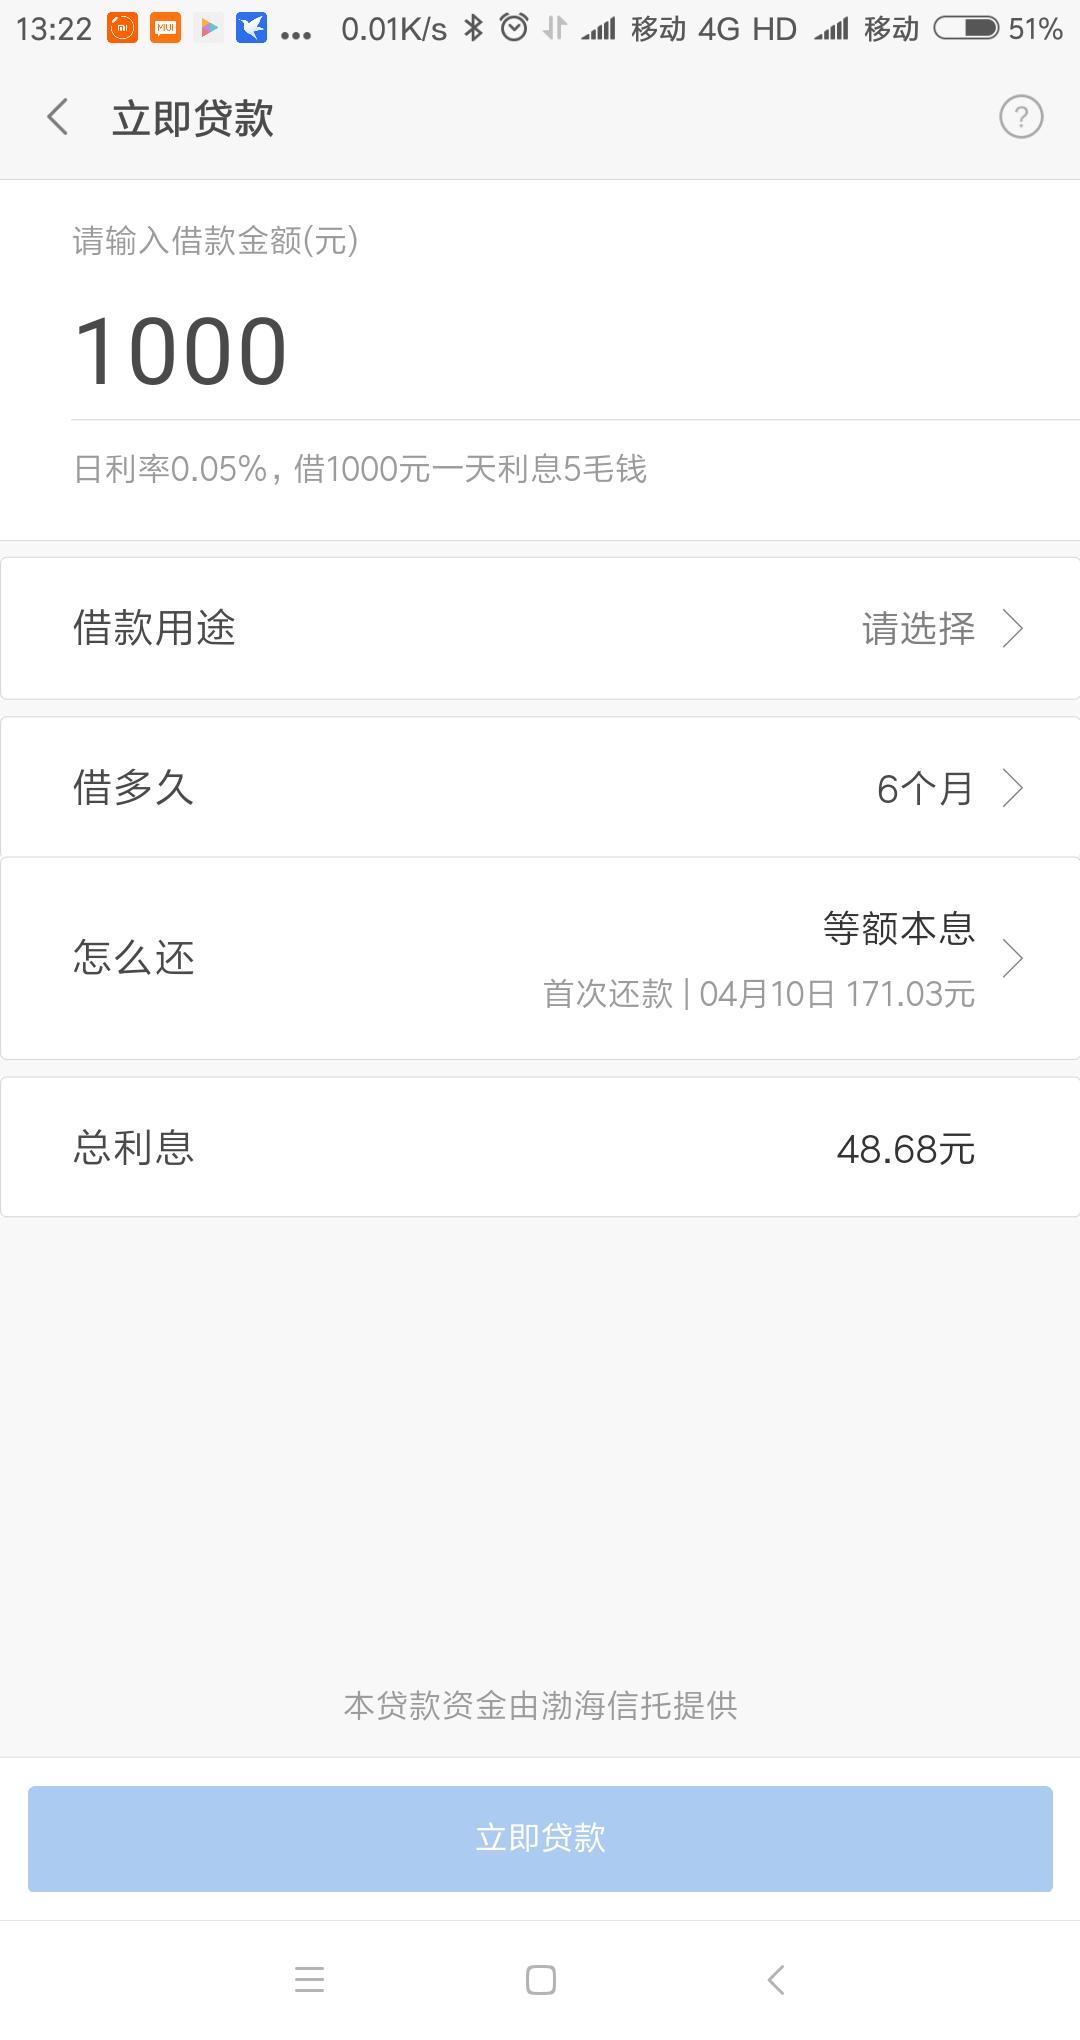 13:22 MIUI ... 0.01K/s 移动 4G HD 移动 51%
立即贷款 ?
请输入借款金额(元)
1000
日利率0.05%, 借1000元一天利息5毛钱
借款用途 请选择
借多久 6个月
怎么还 等额本息
首次还款 | 04月10日 171.03元
总利息 48.68元
本贷款资金由渤海信托提供
立即贷款